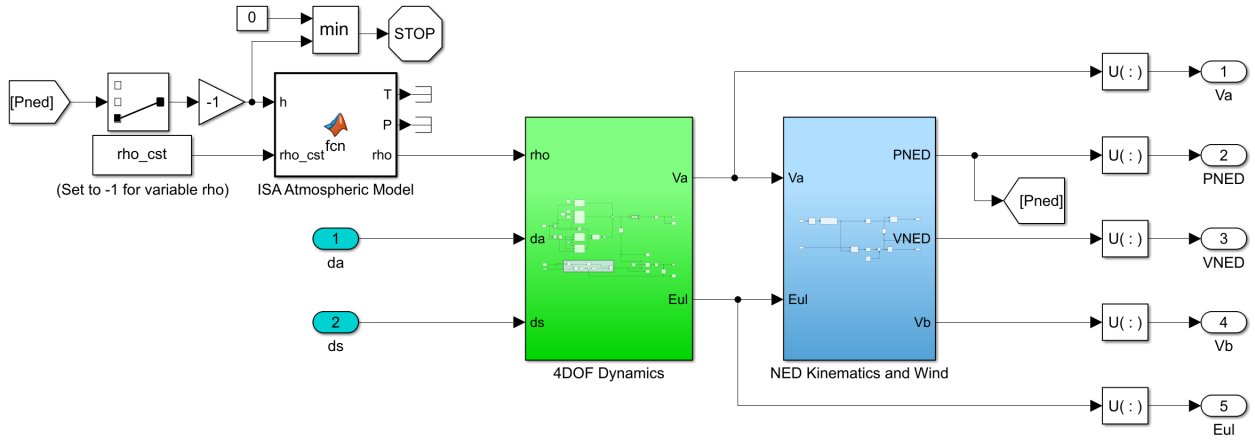 0
min
STOP
[Pned]
-1
h
T
P
fcn
rho_cst
rho_cst
rho
(Set to -1 for variable rho)
ISA Atmospheric Model
1
da
2
ds
rho
da
ds
Va
Eul
4DOF Dynamics
Va
Eul
PNED
VNED
Vb
NED Kinematics and Wind
[Pned]
U( : )
1
Va
U( : )
2
PNED
U( : )
3
VNED
U( : )
4
Vb
U( : )
5
Eul